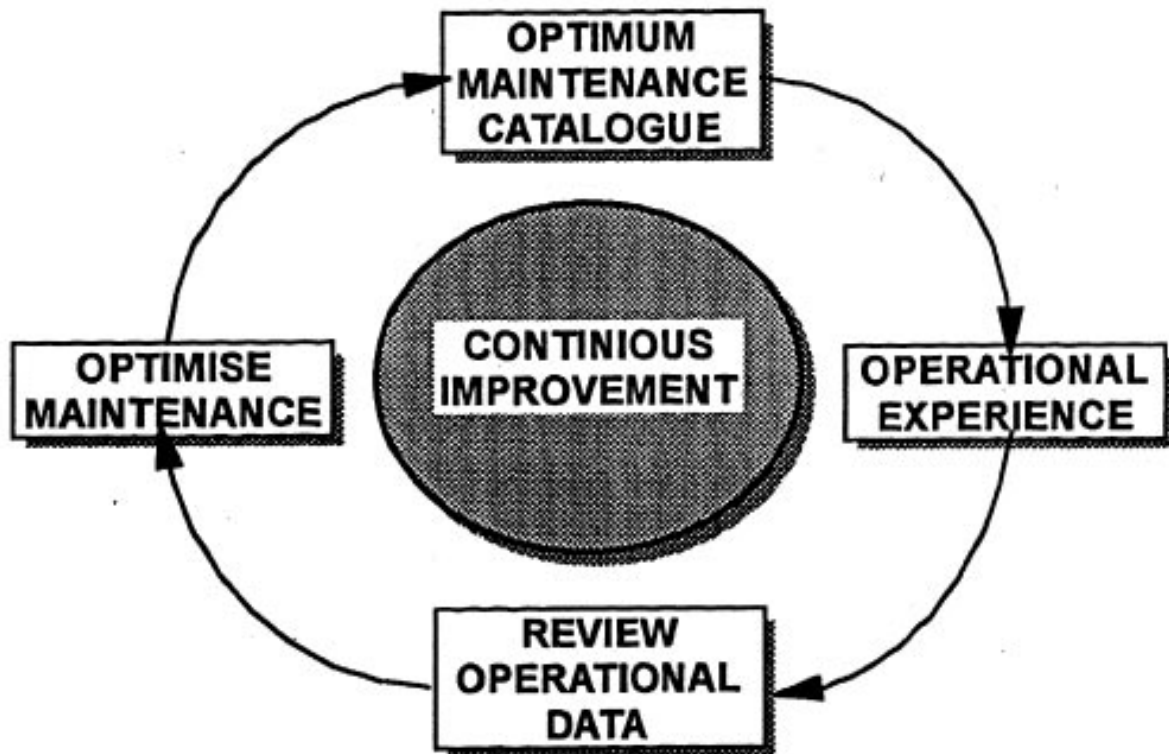 OPTIMUM
MAINTENANCE
CATALOGUE
CONTINIOUS
IMPROVEMENT
OPTIMISE
MAINTENANCE
OPERATIONAL
EXPERIENCE
REVIEW
OPERATIONAL
DATA